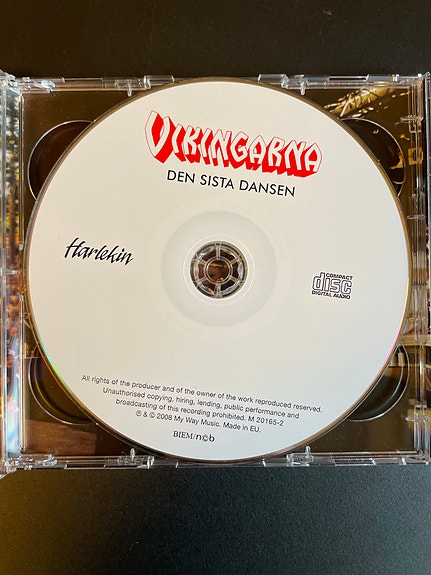 VIKINGARNA
DEN SISTA DANSEN
Harlekin
COMPACT
disc
DIGITAL AUDIO
All rights of the producer and of the owner of the work reproduced reserved.
Unauthorised copying, hiring, lending, public performance and
broadcasting of this recording prohibited. M 20165-2
℗ & © 2008 My Way Music. Made in EU.
BIEM/n©b